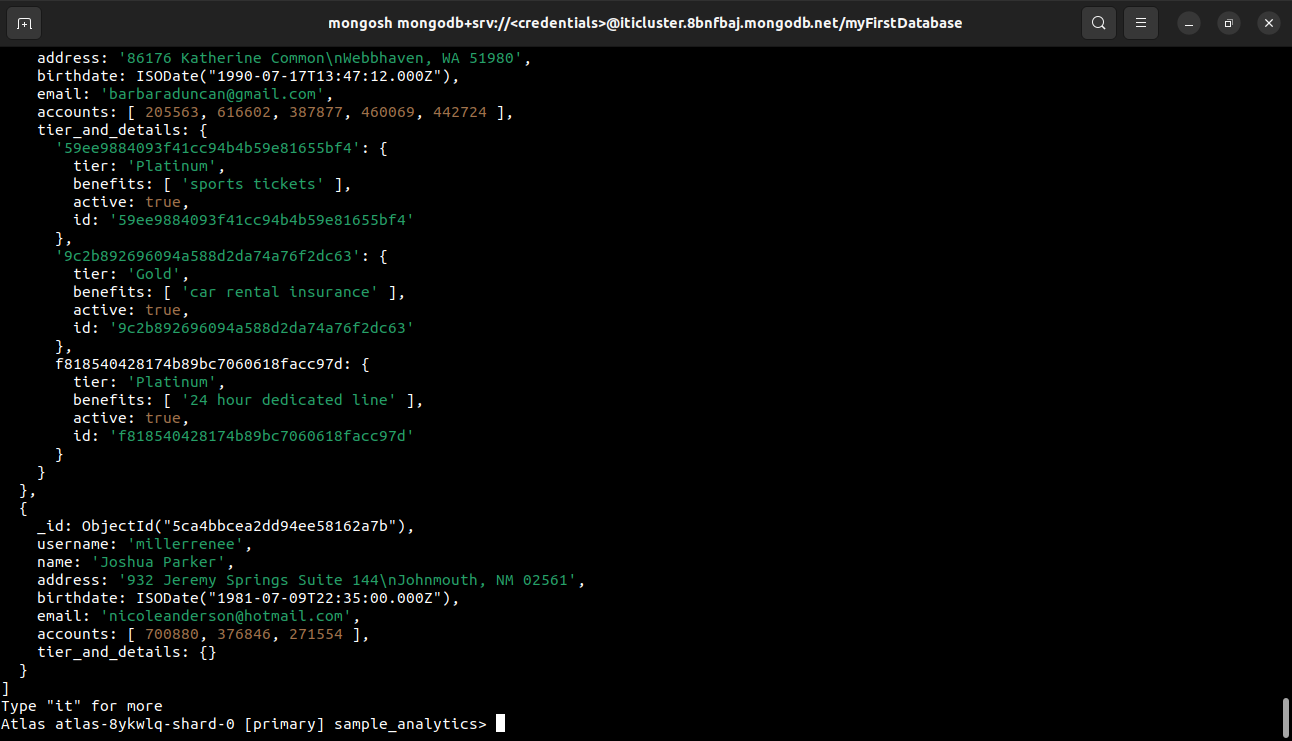 mongosh mongodb+srv://<credentials>@iticluster.8bnfbaj.mongodb.net/myFirstDatabase
address: '86176 Katherine Common\nWebbhaven, WA 51980',
birthdate: ISODate("1990-07-17T13:47:12.000Z"),
email: 'barbaraduncan@gmail.com',
accounts: [ 205563, 616602, 387877, 460069, 442724 ],
tier_and_details: {
'59ee9884093f41cc94b4b59e81655bf4': {
tier: 'Platinum',
benefits: [ 'sports tickets' ],
active: true,
id: '59ee9884093f41cc94b4b59e81655bf4'
},
'9c2b892696094a588d2da74a76f2dc63': {
tier: 'Gold',
benefits: [ 'car rental insurance' ],
active: true,
id: '9c2b892696094a588d2da74a76f2dc63'
},
f818540428174b89bc7060618facc97d: {
tier: 'Platinum',
benefits: [ '24 hour dedicated line' ],
active: true,
id: 'f818540428174b89bc7060618facc97d'
}
}
},
{
_id: ObjectId("5ca4bbcea2dd94ee58162a7b"),
username: 'millerrenee',
name: 'Joshua Parker',
address: '932 Jeremy Springs Suite 144\nJohnmouth, NM 02561',
birthdate: ISODate("1981-07-09T22:35:00.000Z"),
email: 'nicoleanderson@hotmail.com',
accounts: [ 700880, 376846, 271554 ],
tier_and_details: {}
}
]
Type "it" for more
Atlas atlas-8ykwlq-shard-0 [primary] sample_analytics>